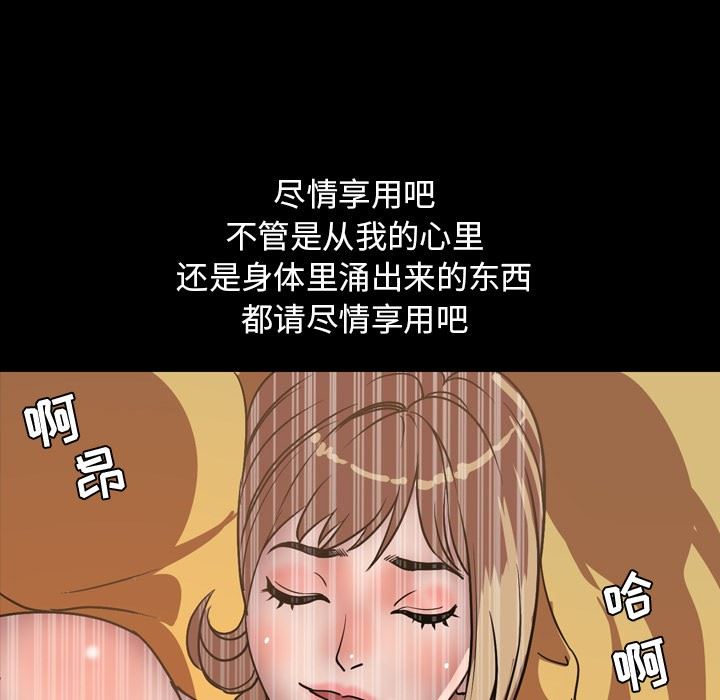 尽情享用吧
不管是从我的心里
还是身体里涌出来的东西
都请尽情享用吧
啊
昂
哈
啊